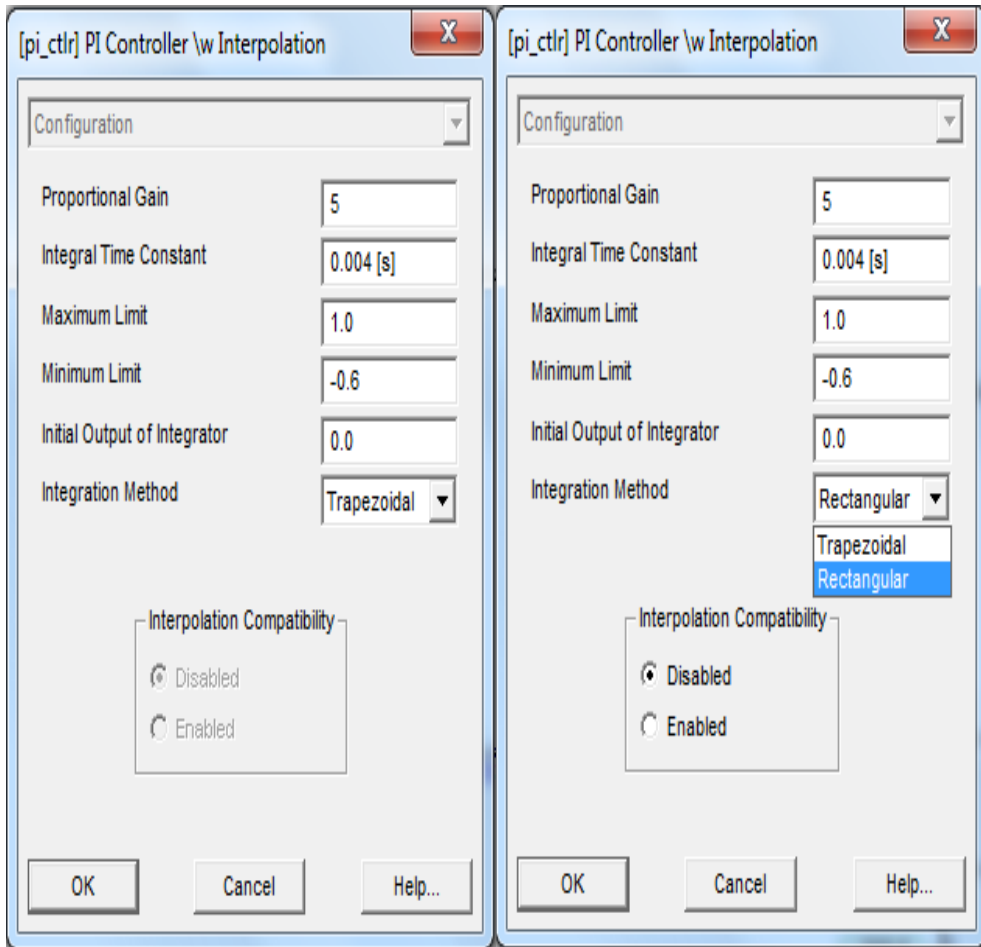 [pi_ctlr] PI Controller \w Interpolation
X
Configuration
Proportional Gain
5
Integral Time Constant
0.004 [s]
Maximum Limit
1.0
Minimum Limit
-0.6
Initial Output of Integrator
0.0
Integration Method
Trapezoidal
Interpolation Compatibility
Disabled
Enabled
OK
Cancel
Help...
[pi_ctlr] PI Controller \w Interpolation
X
Configuration
Proportional Gain
5
Integral Time Constant
0.004 [s]
Maximum Limit
1.0
Minimum Limit
-0.6
Initial Output of Integrator
0.0
Integration Method
Rectangular
Trapezoidal
Rectangular
Interpolation Compatibility
Disabled
Enabled
OK
Cancel
Help...